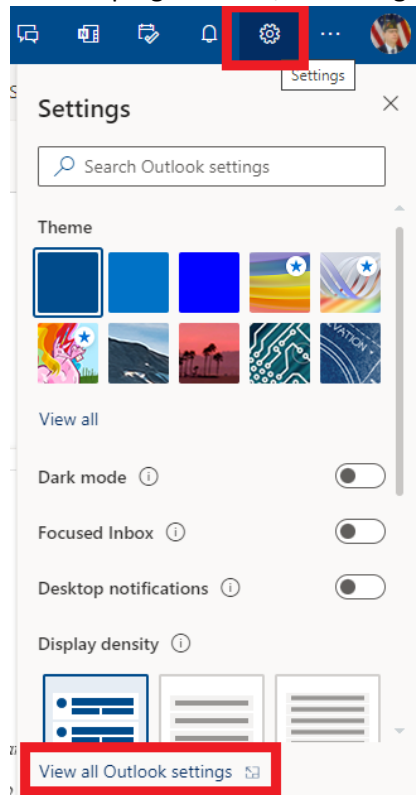 Settings
Settings
Search Outlook settings
Theme
View all
Dark mode
Focused Inbox
Desktop notifications
Display density
View all Outlook settings